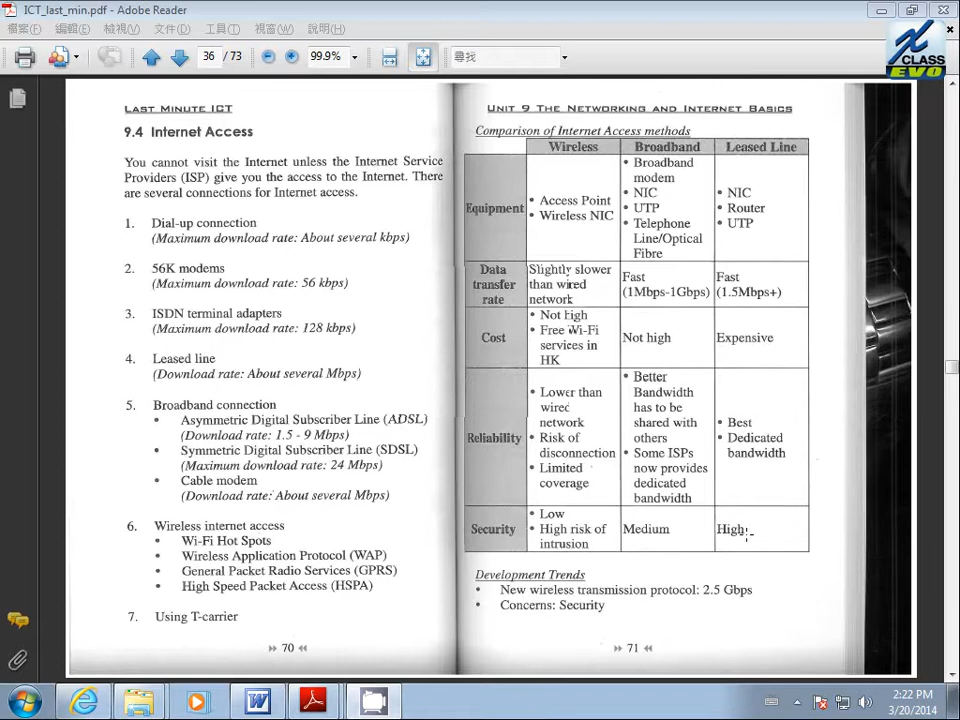 ICT_last_min.pdf - Adobe Reader
檔案(F) 編輯(E) 檢視(V) 文件(D) 工具(T) 視窗(W) 說明(H)
36 / 73 99.9% 尋找
X
CLASS
EVO
LAST MINUTE ICT
9.4 Internet Access
You cannot visit the Internet unless the Internet Service
Providers (ISP) give you the access to the Internet. There
are several connections for Internet access.
1. Dial-up connection
(Maximum download rate: About several kbps)
2. 56K modems
(Maximum download rate: 56 kbps)
3. ISDN terminal adapters
(Maximum download rate: 128 kbps)
4. Leased line
(Download rate: About several Mbps)
5. Broadband connection
• Asymmetric Digital Subscriber Line (ADSL)
(Download rate: 1.5 - 9 Mbps)
• Symmetric Digital Subscriber Line (SDSL)
(Maximum download rate: 24 Mbps)
• Cable modem
(Download rate: About several Mbps)
6. Wireless internet access
• Wi-Fi Hot Spots
• Wireless Application Protocol (WAP)
• General Packet Radio Services (GPRS)
• High Speed Packet Access (HSPA)
7. Using T-carrier
70
UNIT 9 THE NETWORKING AND INTERNET BASICS
Comparison of Internet Access methods
Wireless Broadband Leased Line
Equipment
• Access Point
• Wireless NIC
• Broadband
modem
• NIC
• UTP
• Telephone
Line/Optical
Fibre
• NIC
• Router
• UTP
Data
transfer
rate
Slightly slower
than wired
network
Fast
(1Mbps-1Gbps)
Fast
(1.5Mbps+)
Cost
• Not high
• Free Wi-Fi
services in
HK
Not high
Expensive
Reliability
• Lower than
wired
network
• Risk of
disconnection
• Limited
coverage
• Better
Bandwidth
has to be
shared with
others
• Some ISPs
now provides
dedicated
bandwidth
• Best
• Dedicated
bandwidth
Security
• Low
• High risk of
intrusion
Medium
High
Development Trends
• New wireless transmission protocol: 2.5 Gbps
• Concerns: Security
71
2:22 PM
3/20/2014